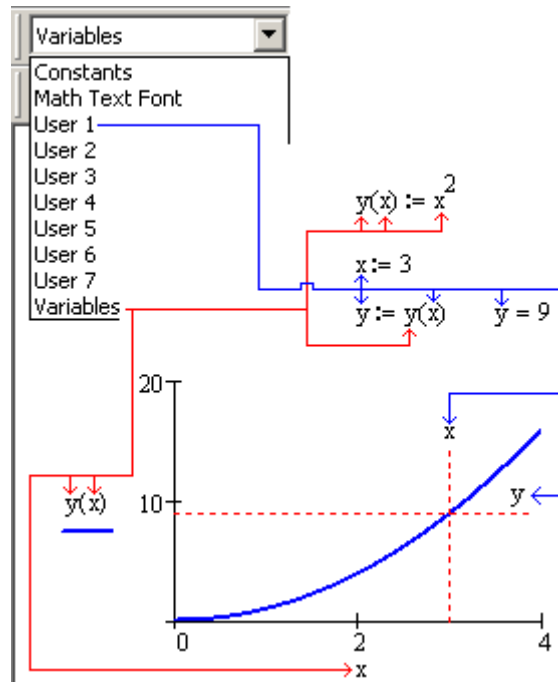 Variables
Constants
Math Text Font
User 1
User 2
User 3
User 4
User 5
User 6
User 7
Variables
y(x) := x²
x := 3
y := y(x) y = 9
20
x
y
10
y(x)
0 2 4
x